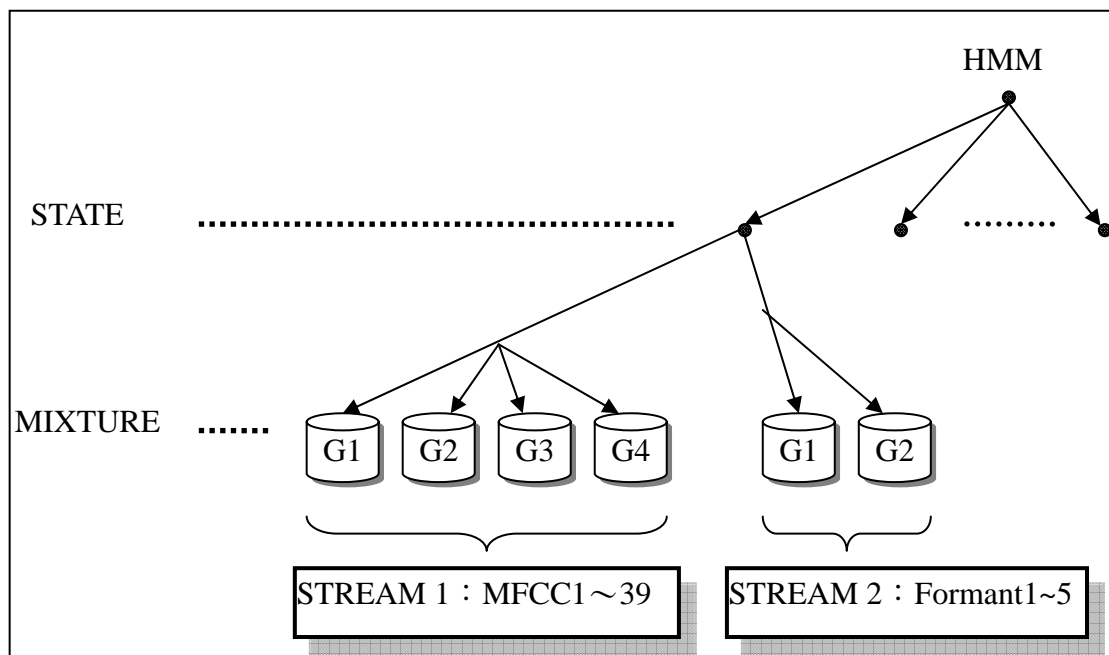 HMM
STATE
MIXTURE
G1 G2 G3 G4 G1 G2
STREAM 1：MFCC1～39
STREAM 2：Formant1~5